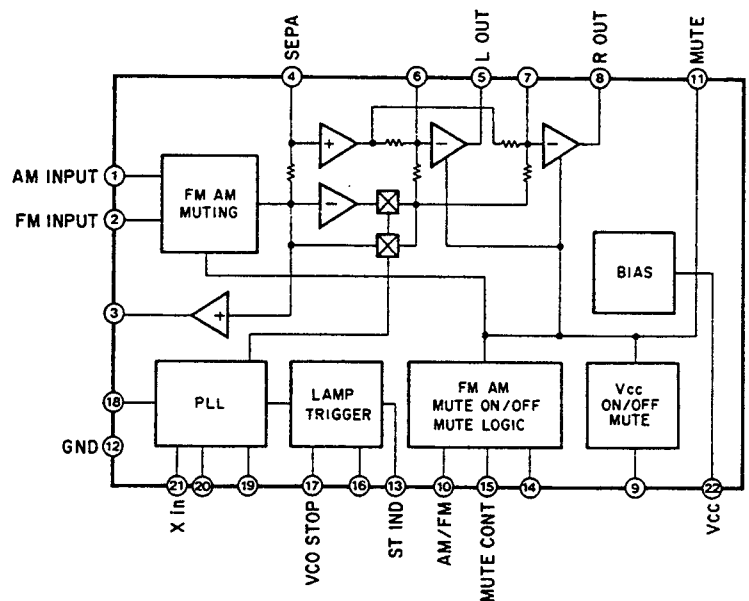 SEPA
L OUT
R OUT
MUTE
4
6
5
7
8
11
+
−
−
AM INPUT
1
FM AM
MUTING
FM INPUT
2
−
BIAS
3
+
18
PLL
LAMP
TRIGGER
FM AM
MUTE ON/OFF
MUTE LOGIC
Vcc
ON/OFF
MUTE
GND
12
21
20
19
17
16
13
10
15
14
9
22
X in
VCO STOP
ST IND
AM/FM
MUTE CONT
VCC